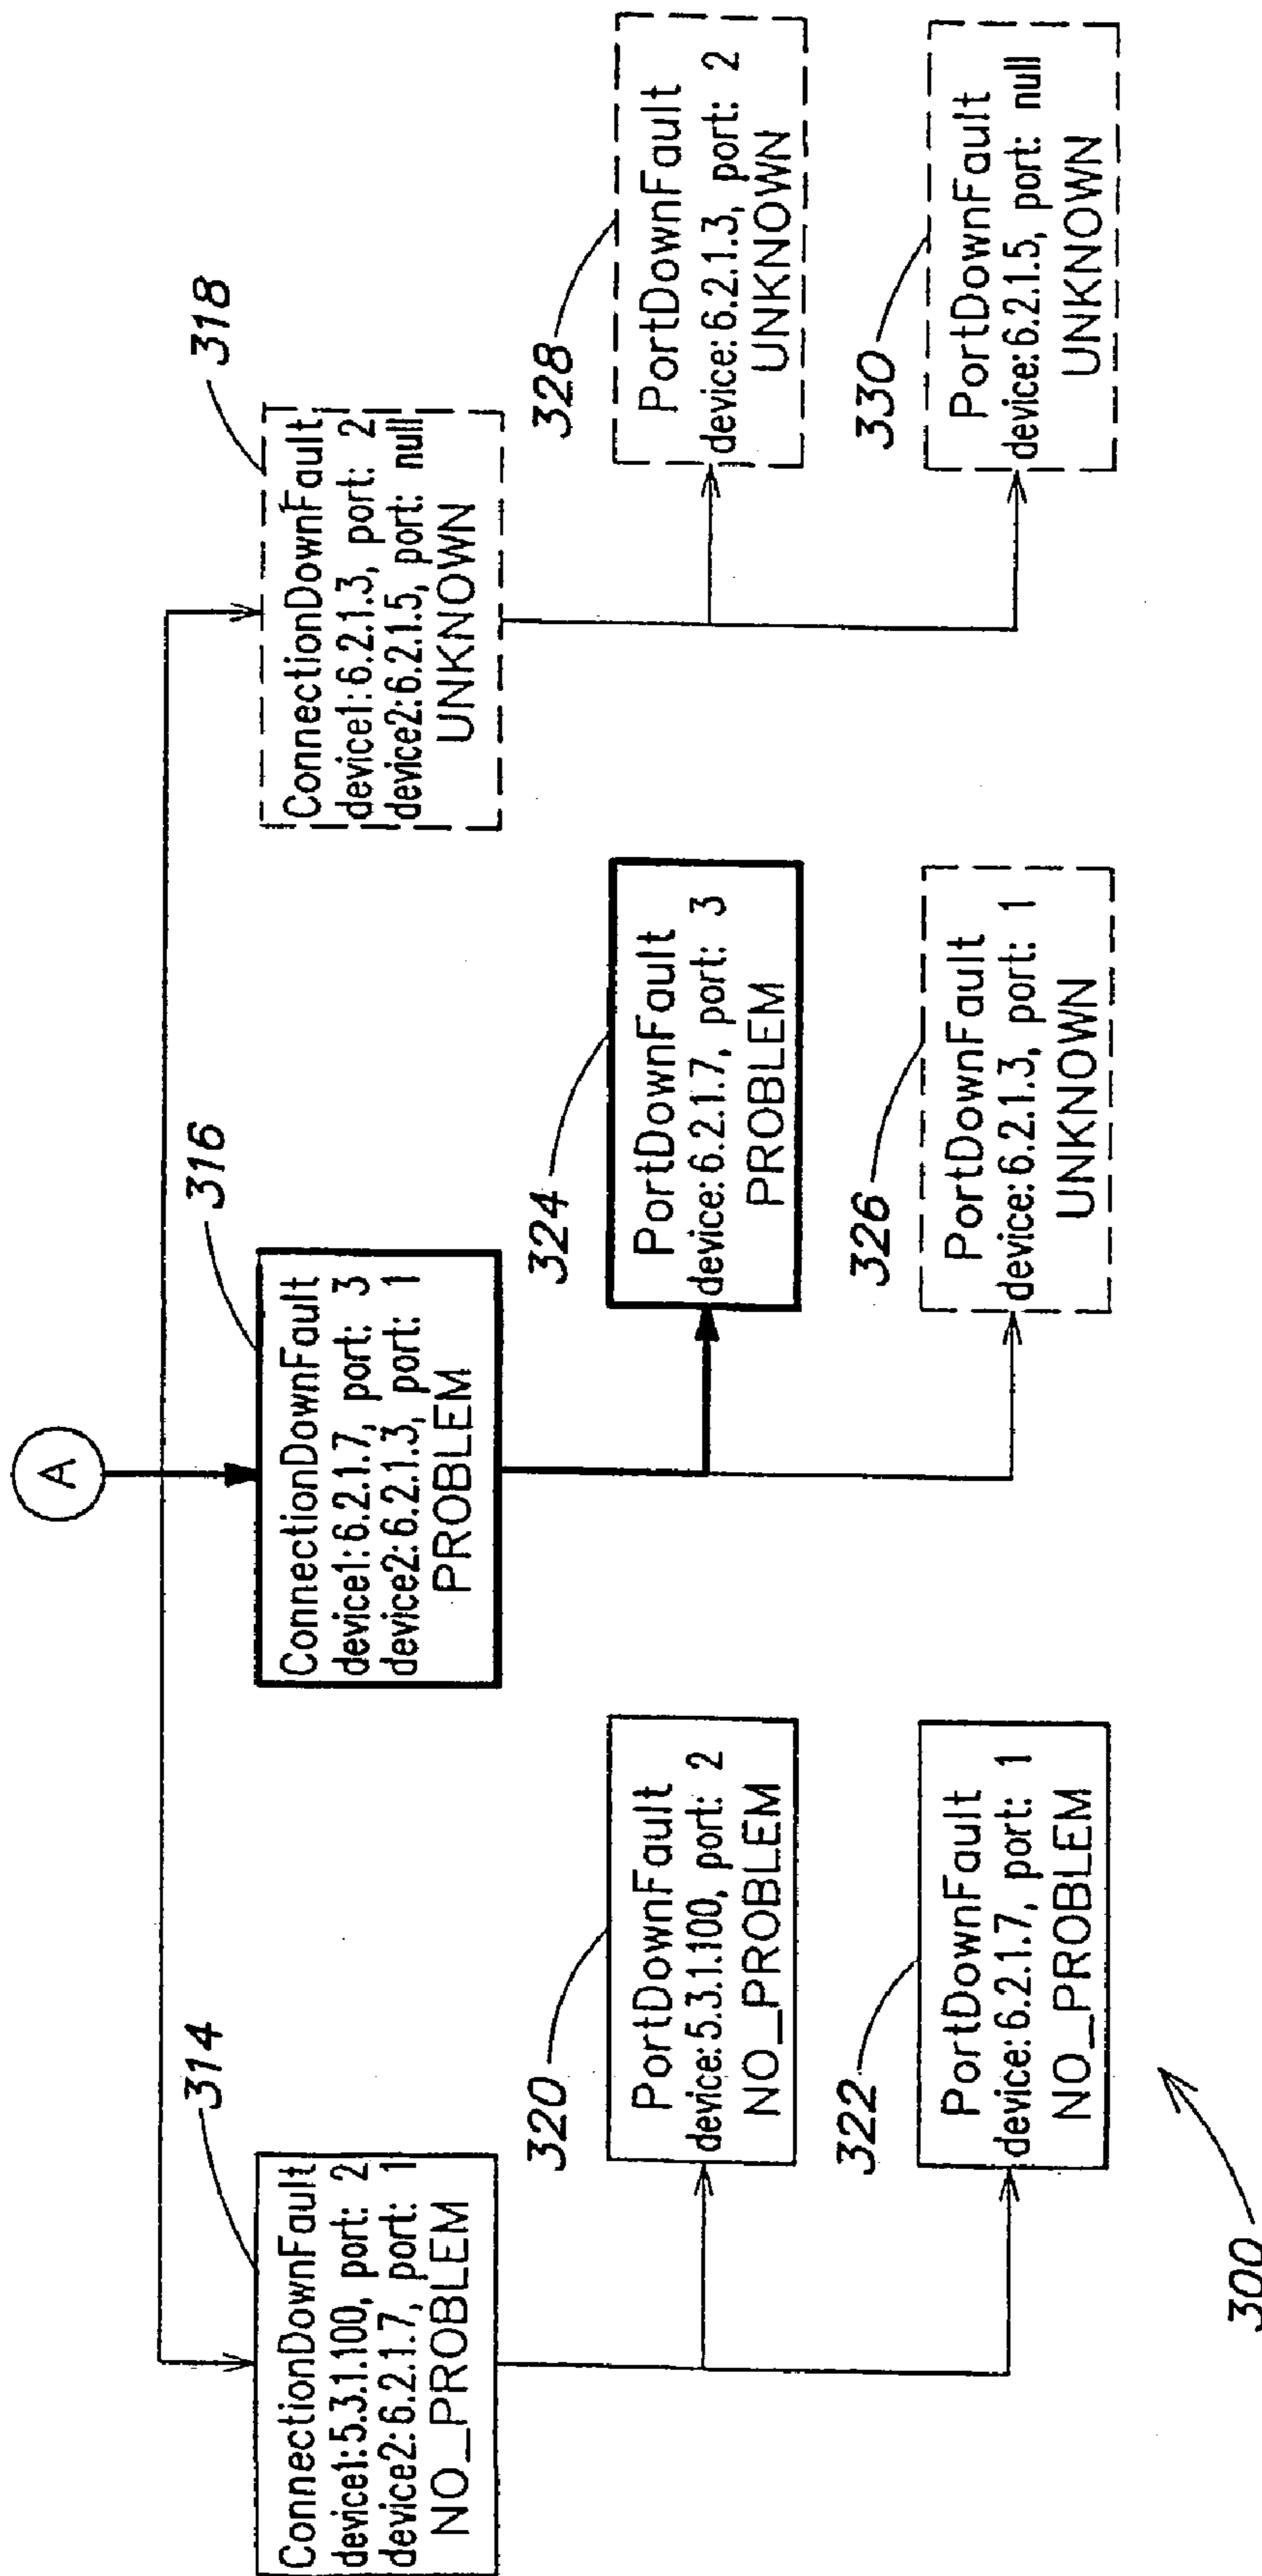 A
314
ConnectionDownFault
device1: 5.3.1.100, port: 2
device2: 6.2.1.7, port: 1
NO_PROBLEM
316
ConnectionDownFault
device1: 6.2.1.7, port: 3
device2: 6.2.1.3, port: 1
PROBLEM
318
ConnectionDownFault
device1: 6.2.1.3, port: 2
device2: 6.2.1.5, port: null
UNKNOWN
320
PortDownFault
device: 5.3.1.100, port: 2
NO_PROBLEM
324
PortDownFault
device: 6.2.1.7, port: 3
PROBLEM
328
PortDownFault
device: 6.2.1.3, port: 2
UNKNOWN
322
PortDownFault
device: 6.2.1.7, port: 1
NO_PROBLEM
326
PortDownFault
device: 6.2.1.3, port: 1
UNKNOWN
330
PortDownFault
device: 6.2.1.5, port: null
UNKNOWN
300